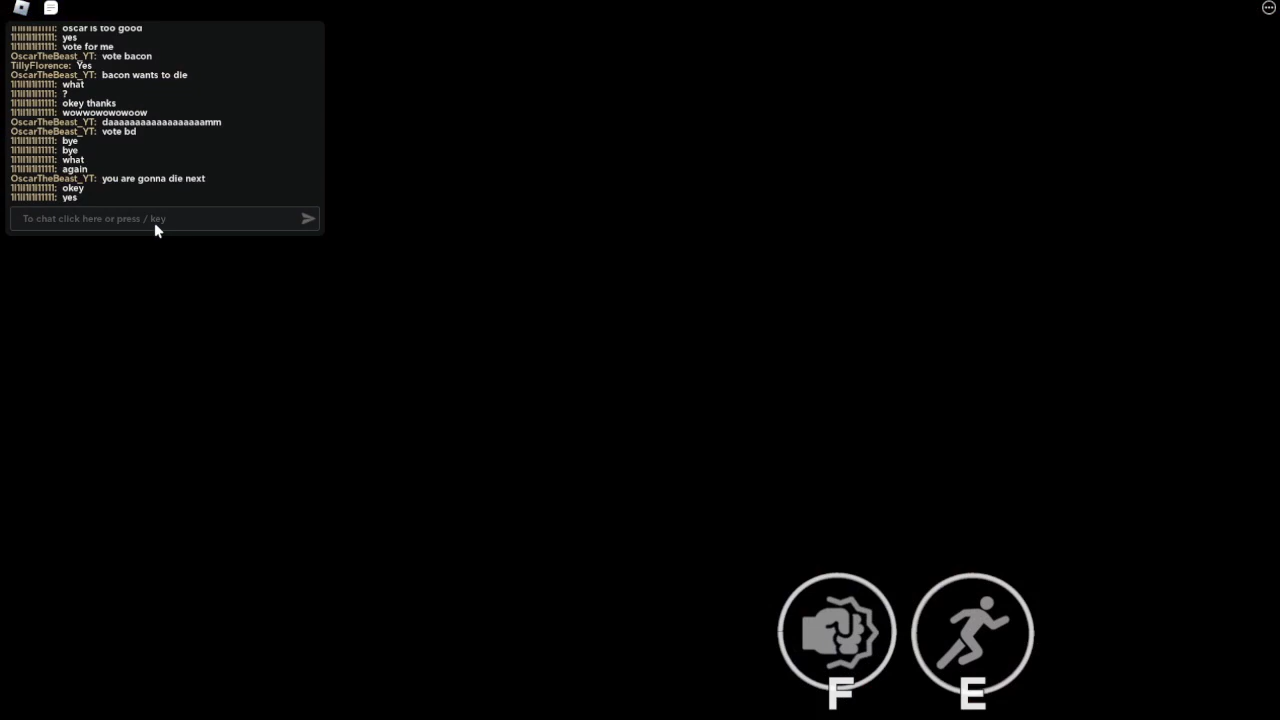 oscar is too good
yes
vote for me
OscarTheBeast_YT: vote bacon
TillyFlorence: Yes
OscarTheBeast_YT: bacon wants to die
what
?
okey thanks
wowwowowowoow
OscarTheBeast_YT: daaaaaaaaaaaaaaaaaamm
OscarTheBeast_YT: vote bd
bye
bye
what
again
OscarTheBeast_YT: you are gonna die next
okey
yes
To chat click here or press / key
F E